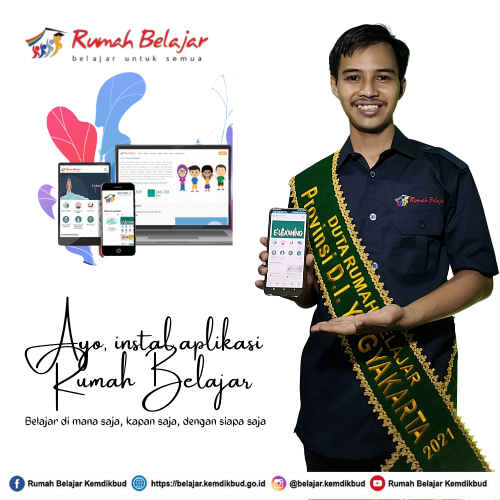 Rumah Belajar
belajar untuk semua
Rumah Belajar
DUTA RUMAH BELAJAR
Provinsi D.I. YOGYAKARTA
2021
Ayo, instal aplikasi
Rumah Belajar
Belajar di mana saja, kapan saja, dengan siapa saja
Rumah Belajar Kemdikbud
https://belajar.kemdikbud.go.id
@belajar.kemdikbud
Rumah Belajar Kemdikbud